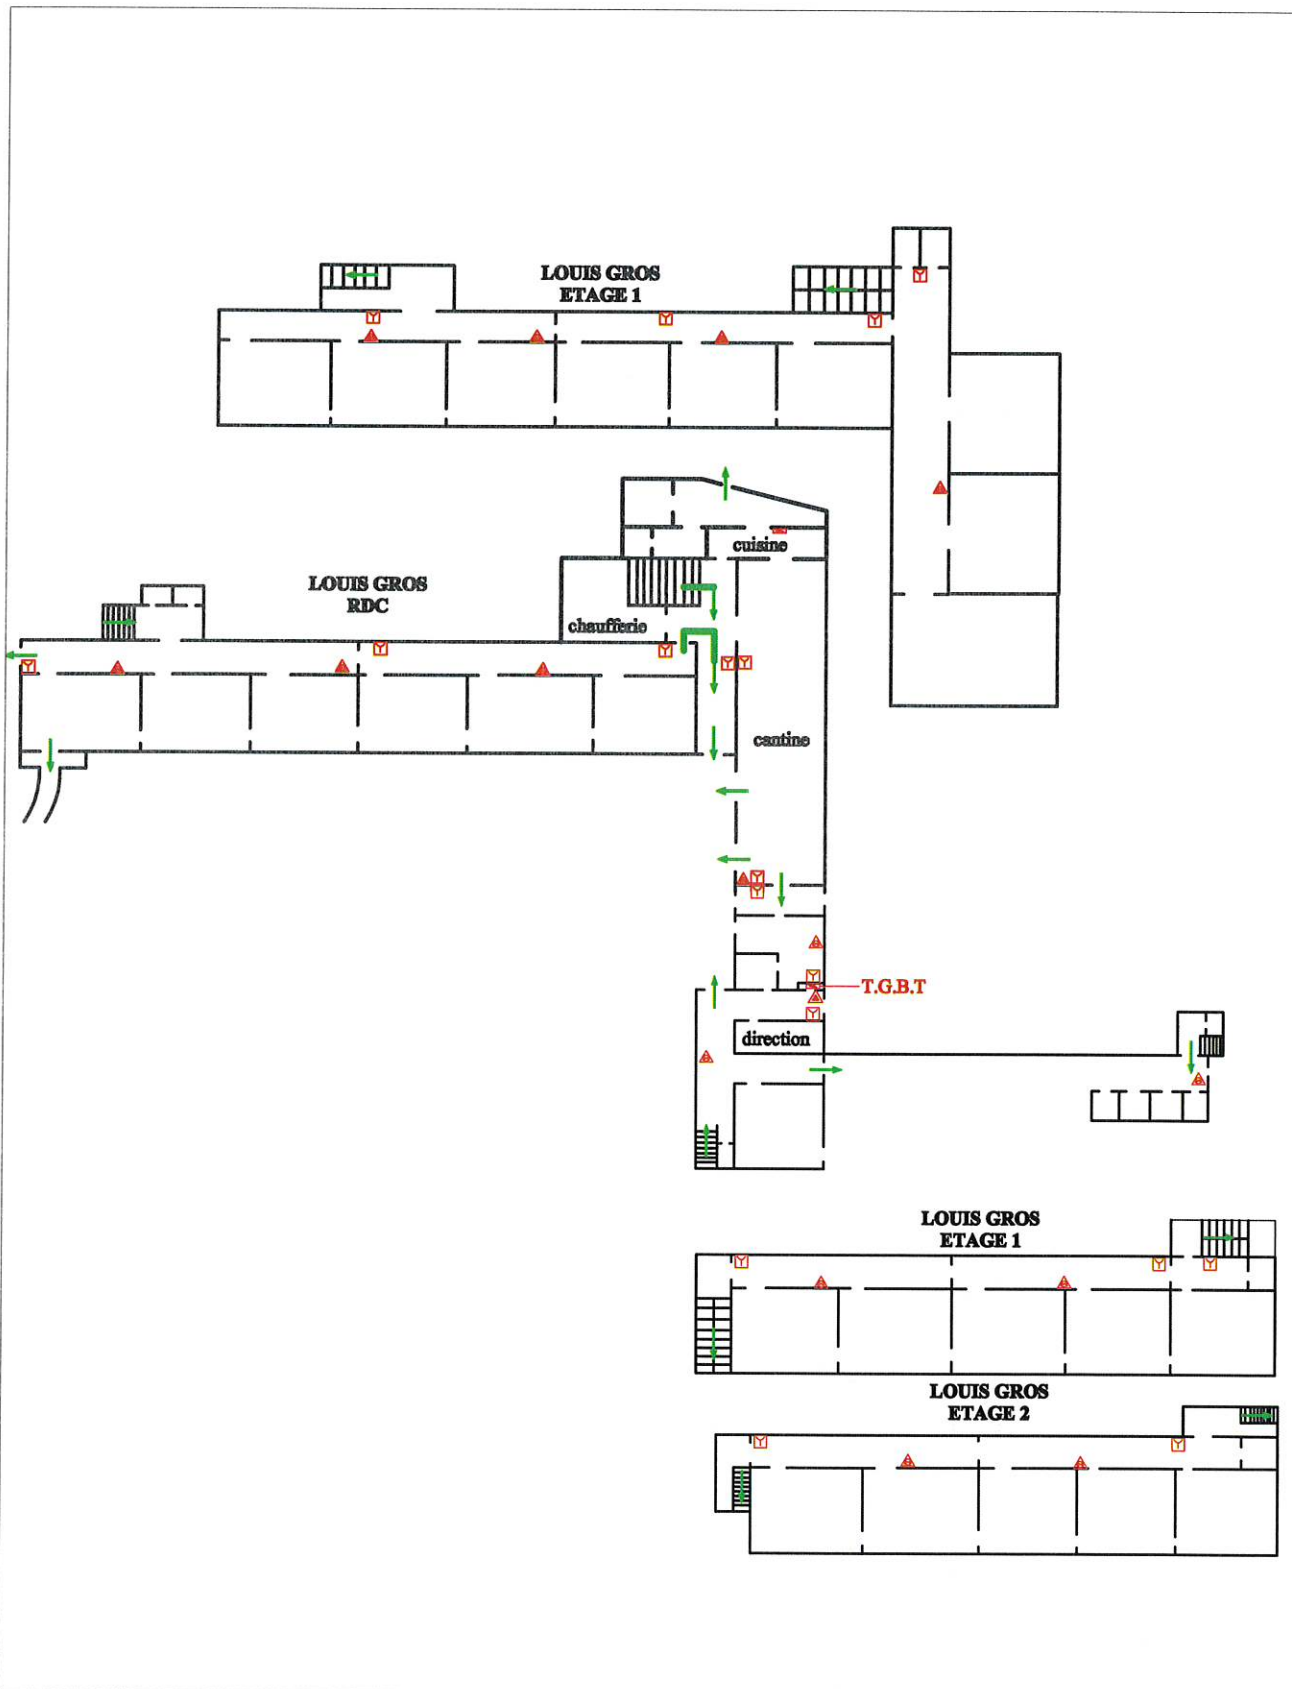 LOUIS GROS
ETAGE 1
cuisine
LOUIS GROS
RDC
chaufferie
cantine
T.G.B.T
direction
LOUIS GROS
ETAGE 1
LOUIS GROS
ETAGE 2